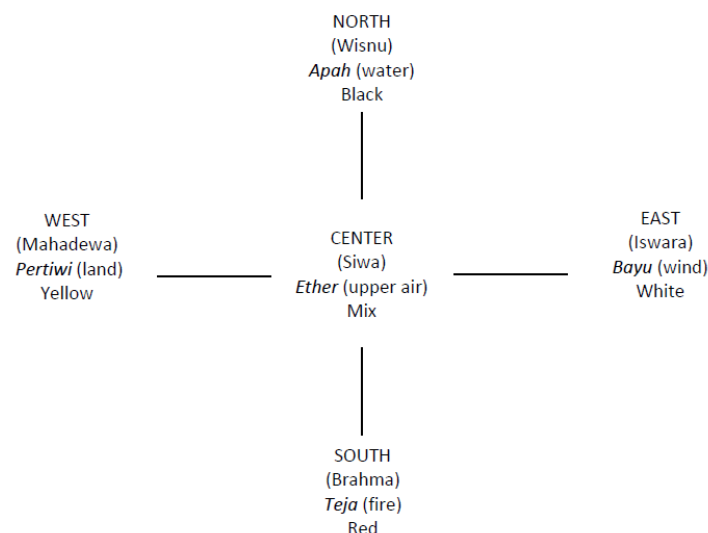 NORTH
(Wisnu)
Apah (water)
Black
WEST
(Mahadewa)
Pertiwi (land)
Yellow
CENTER
(Siwa)
Ether (upper air)
Mix
EAST
(Iswara)
Bayu (wind)
White
SOUTH
(Brahma)
Teja (fire)
Red